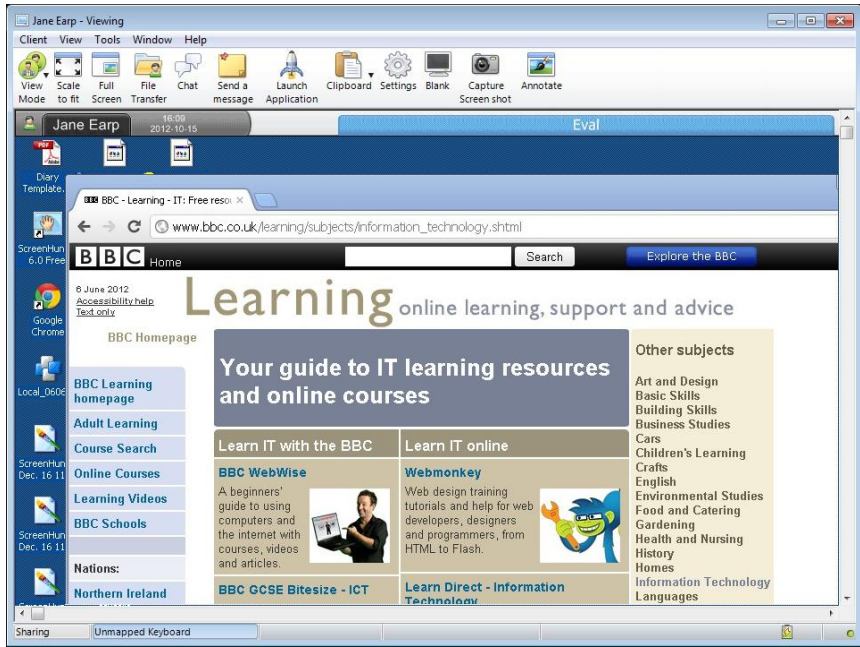 Jane Earp - Viewing
Client View Tools Window Help
View Mode
Scale to fit
Full Screen
File Transfer
Chat
Send a message
Launch Application
Clipboard
Settings
Blank
Capture Screen shot
Annotate
Jane Earp
16:09
2012-10-15
Eval
Diary
Template.
BBC - Learning - IT: Free
www.bbc.co.uk/learning/subjects/information_technology.shtml
ScreenHun
6.0 Free
BBC Home
Search
Explore the BBC
6 June 2012
Accessibility help
Text only
Learning online learning, support and advice
Google
Chrome
BBC Homepage
BBC Learning
homepage
Adult Learning
Course Search
Online Courses
Learning Videos
BBC Schools
Nations:
Northern Ireland
Local_0606
ScreenHun
Dec. 16 11
ScreenHun
Dec. 16 11
Your guide to IT learning resources
and online courses
Learn IT with the BBC
BBC WebWise
A beginners'
guide to using
computers and
the internet with
courses, videos
and articles.
BBC GCSE Bitesize - ICT
Learn IT online
Webmonkey
Web design training
tutorials and help for web
developers, designers
and programmers, from
HTML to Flash.
Learn Direct - Information
Technology
Other subjects
Art and Design
Basic Skills
Building Skills
Business Studies
Cars
Children's Learning
Crafts
English
Environmental Studies
Food and Catering
Gardening
Health and Nursing
History
Homes
Information Technology
Languages
Sharing
Unmapped Keyboard